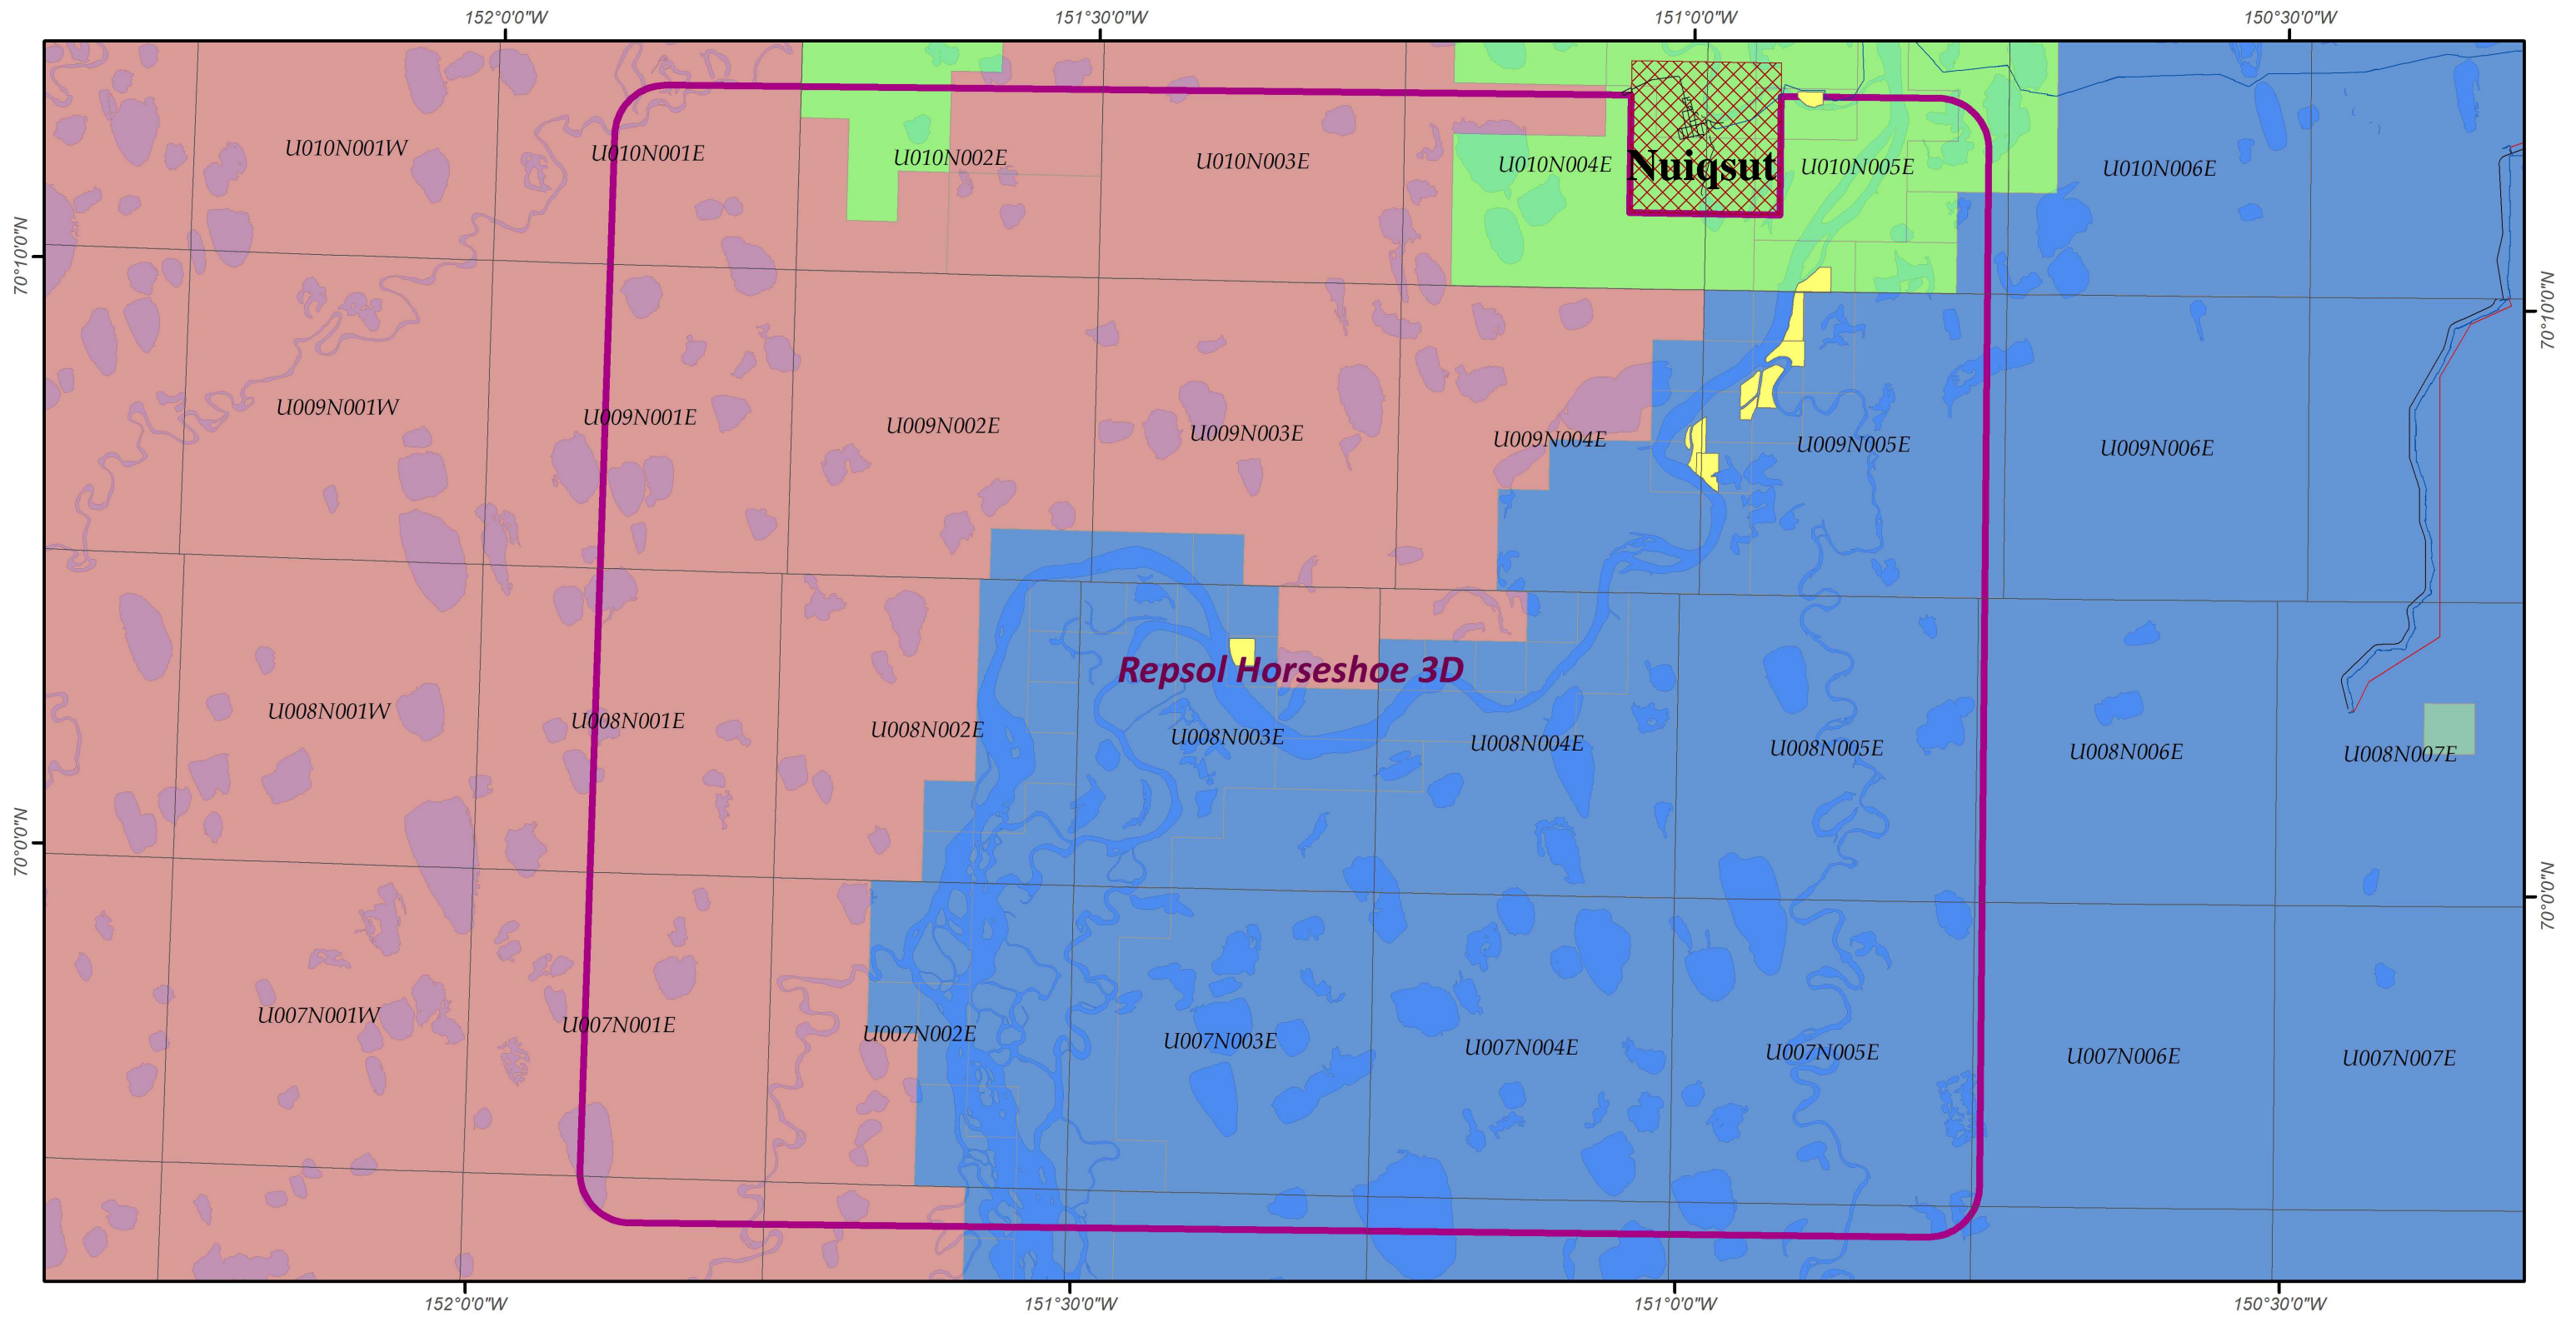 152°0'0"W
151°30'0"W
151°0'0"W
150°30'0"W
70°10'0"N
70°10'0"N
70°0'0"N
70°0'0"N
U010N001W
U010N001E
U010N002E
U010N003E
U010N004E
Nuiqsut
U010N005E
U010N006E
U009N001W
U009N001E
U009N002E
U009N003E
U009N004E
U009N005E
U009N006E
Repsol Horseshoe 3D
U008N001W
U008N001E
U008N002E
U008N003E
U008N004E
U008N005E
U008N006E
U008N007E
U007N001W
U007N001E
U007N002E
U007N003E
U007N004E
U007N005E
U007N006E
U007N007E
152°0'0"W
151°30'0"W
151°0'0"W
150°30'0"W